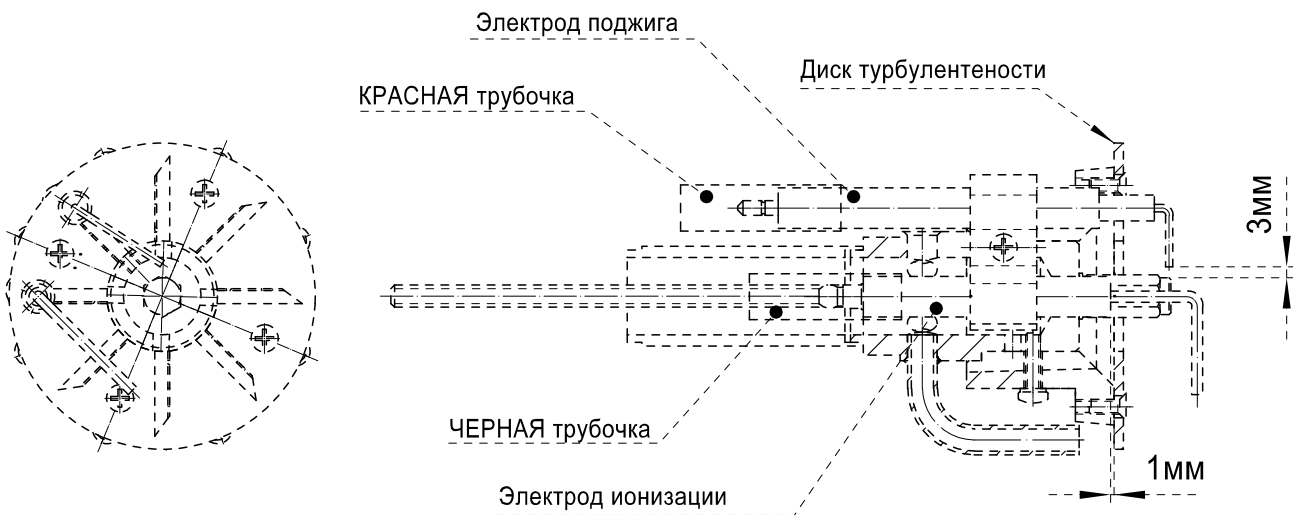 Электрод поджига
Диск турбулентености
КРАСНАЯ трубочка
3мм
ЧЕРНАЯ трубочка
1мм
Электрод ионизации